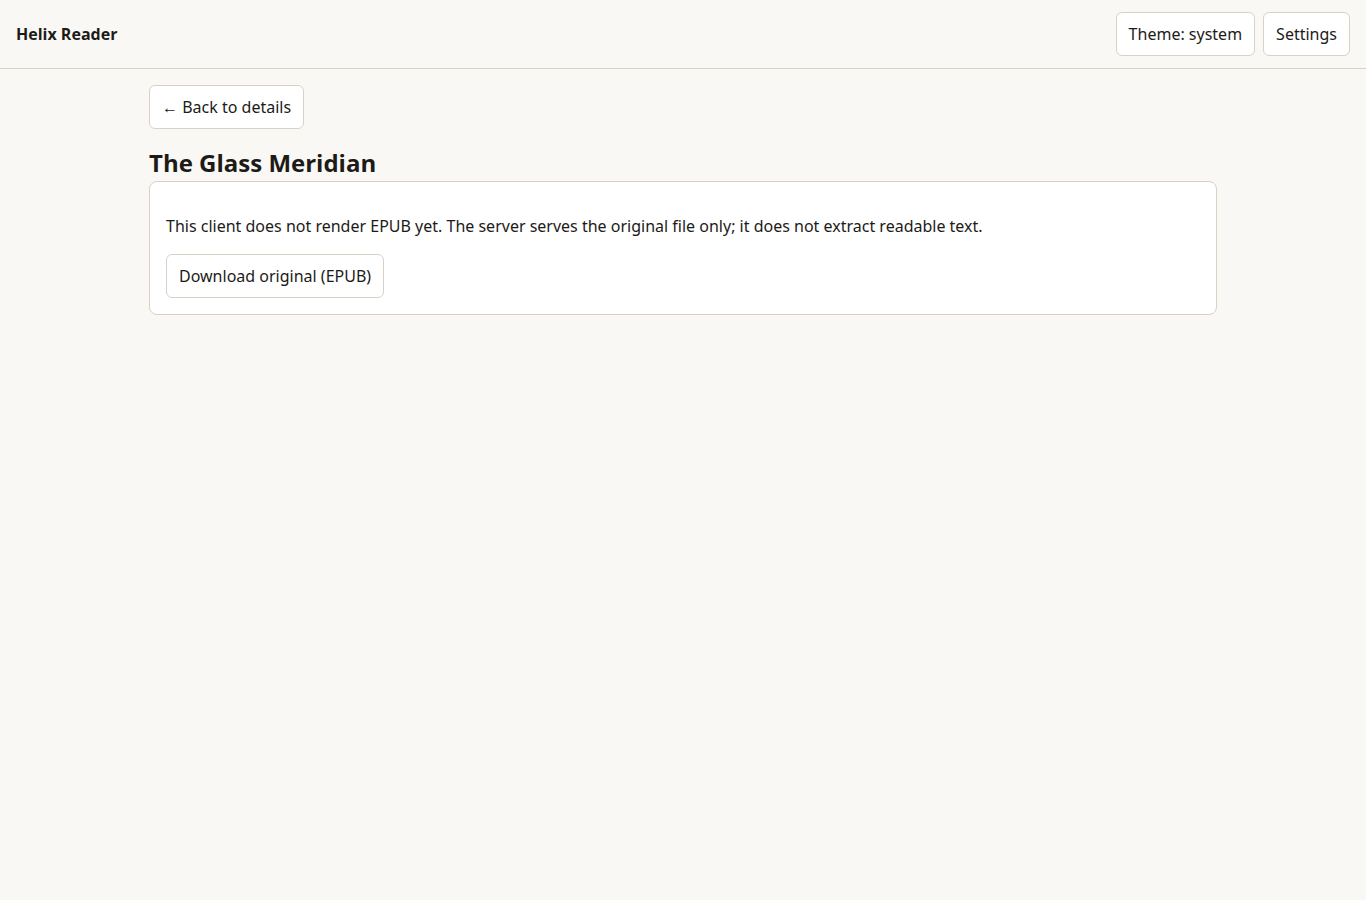 Helix Reader
Theme: system
Settings
← Back to details
The Glass Meridian
This client does not render EPUB yet. The server serves the original file only; it does not extract readable text.
Download original (EPUB)